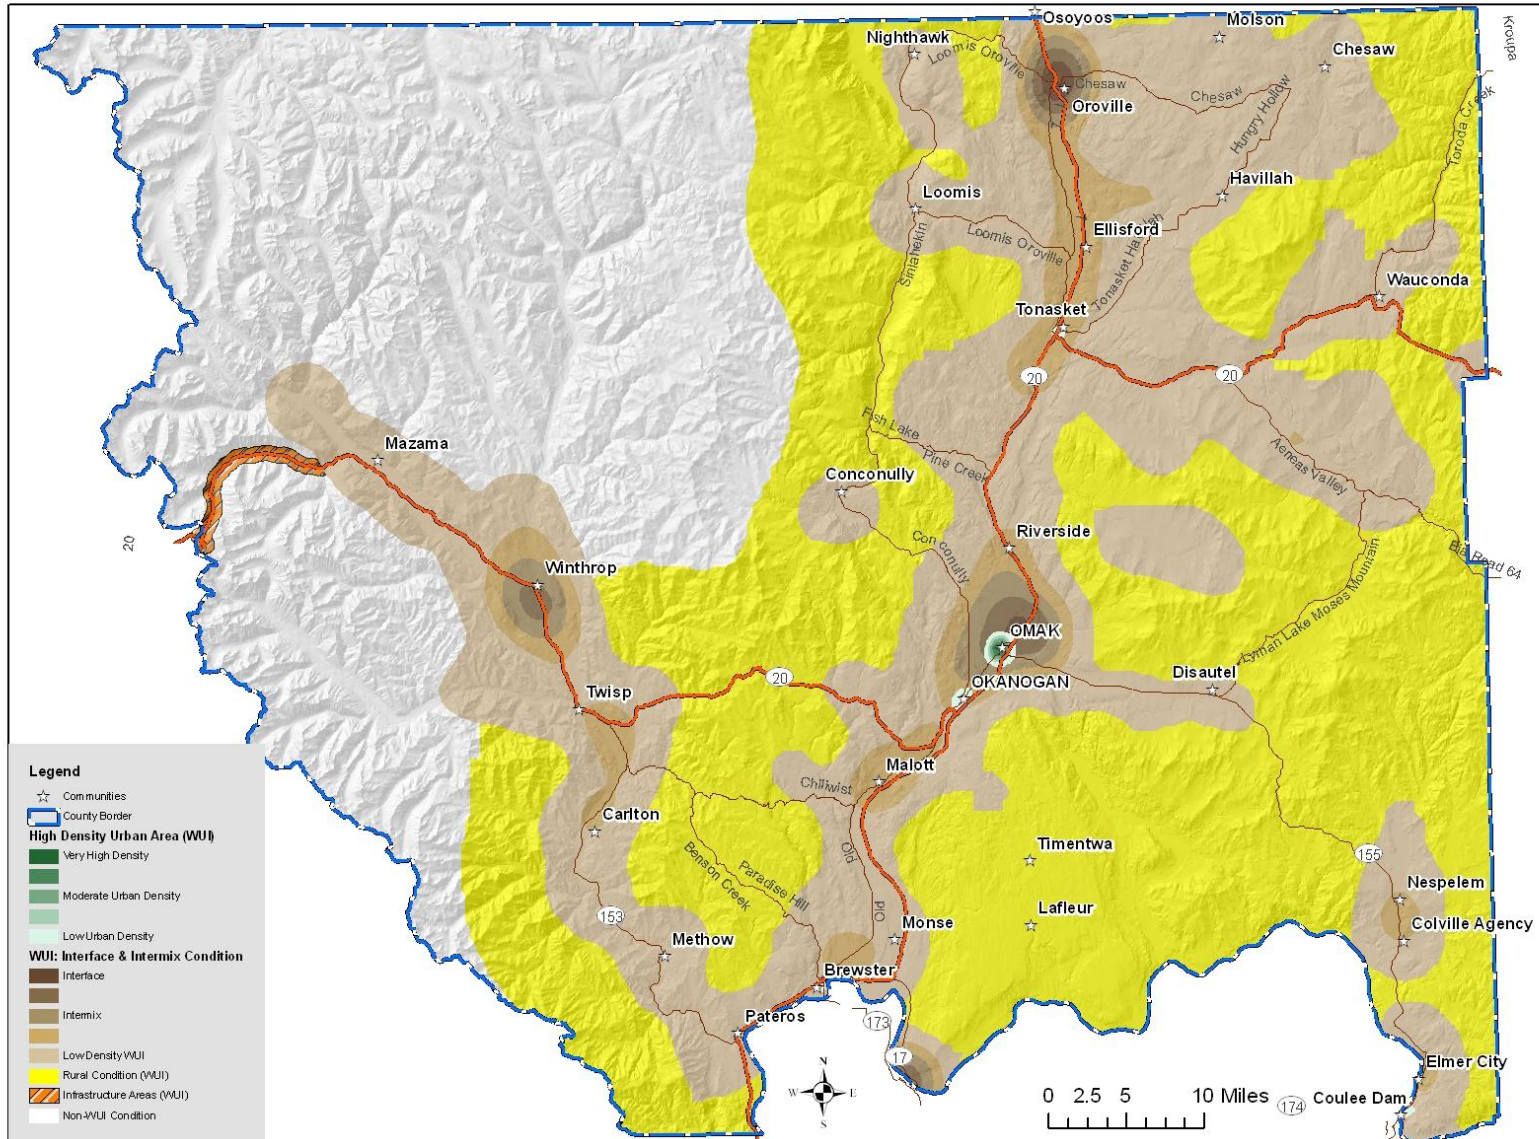 Osoyoos
Molson
Kroupa
Nighthawk
Loomis Oroville
Chesaw
Chesaw
Chesaw
Oroville
Hungry Hollow
Toroda Creek
Havillah
Loomis
Ellisford
Loomis Oroville
Sinlahekin
Tonasket Havillah
Wauconda
Tonasket
20
20
Fish Lake
Pine Creek
Mazama
Aeneas Valley
Conconully
Riverside
20
Conconully
Bia Road 64
Winthrop
Lyman Lake Moses Mountain
OMAK
Disautel
OKANOGAN
20
Twisp
Malott
Chiliwist
Carlton
Old
Timentwa
155
Benson Creek
Paradise Hill
Nespelem
Lafleur
Colville Agency
153
Old
Monse
Methow
Brewster
Pateros
173
17
Elmer City
N
W E
S
0 2.5 5 10 Miles
174
Coulee Dam
Legend
Communities
County Border
High Density Urban Area (WUI)
Very High Density
Moderate Urban Density
Low Urban Density
WUI: Interface & Intermix Condition
Interface
Intermix
Low Density WUI
Rural Condition (WUI)
Infrastructure Areas (WUI)
Non-WUI Condition